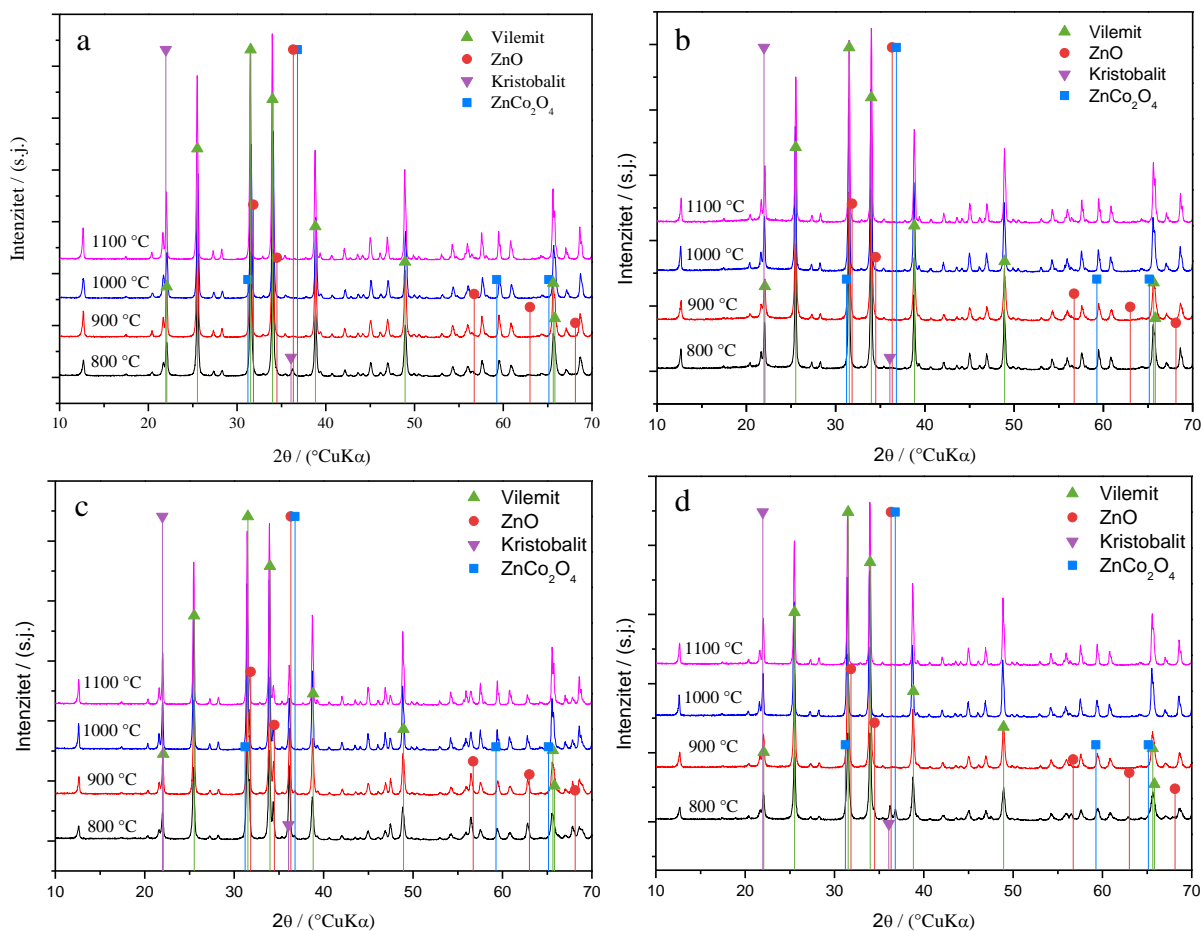 a
Vilemit
ZnO
Kristobalit
ZnCo₂O₄
1100 °C
1000 °C
900 °C
800 °C
Intenzitet / (s.j.)
10 20 30 40 50 60 70
2θ / (°CuKα)
b
Vilemit
ZnO
Kristobalit
ZnCo₂O₄
1100 °C
1000 °C
900 °C
800 °C
Intenzitet / (s.j.)
10 20 30 40 50 60 70
2θ / (°CuKα)
c
Vilemit
ZnO
Kristobalit
ZnCo₂O₄
1100 °C
1000 °C
900 °C
800 °C
Intenzitet / (s.j.)
10 20 30 40 50 60 70
2θ / (°CuKα)
d
Vilemit
ZnO
Kristobalit
ZnCo₂O₄
1100 °C
1000 °C
900 °C
800 °C
Intenzitet / (s.j.)
10 20 30 40 50 60 70
2θ / (°CuKα)